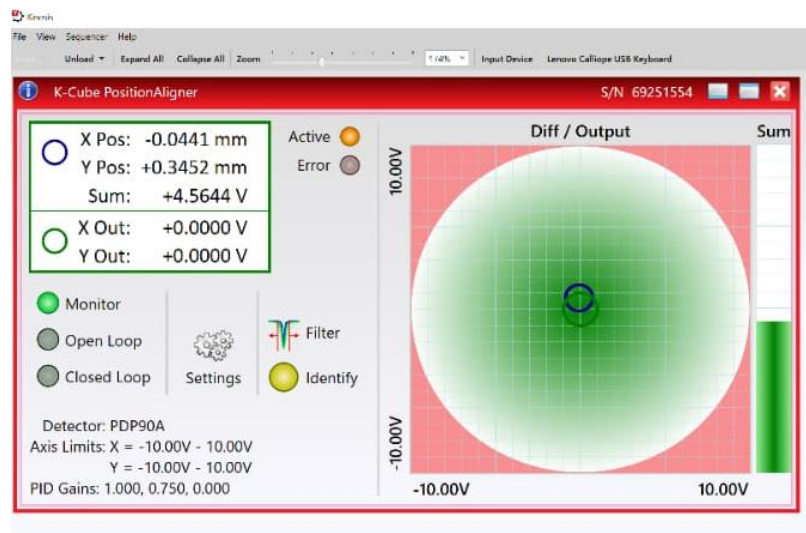 Kinesis
File View Sequencer Help
Unload Expand All Collapse All Zoom Input Device Lenovo Calliope USB Keyboard
K-Cube PositionAligner S/N 69251554
X Pos: -0.0441 mm
Y Pos: +0.3452 mm
Sum: +4.5644 V
X Out: +0.0000 V
Y Out: +0.0000 V
Active
Error
Monitor
Open Loop
Closed Loop
Settings
Filter
Identify
Detector: PDP90A
Axis Limits: X = -10.00V - 10.00V
Y = -10.00V - 10.00V
PID Gains: 1.000, 0.750, 0.000
Diff / Output
Sum
10.00V
-10.00V
-10.00V
10.00V